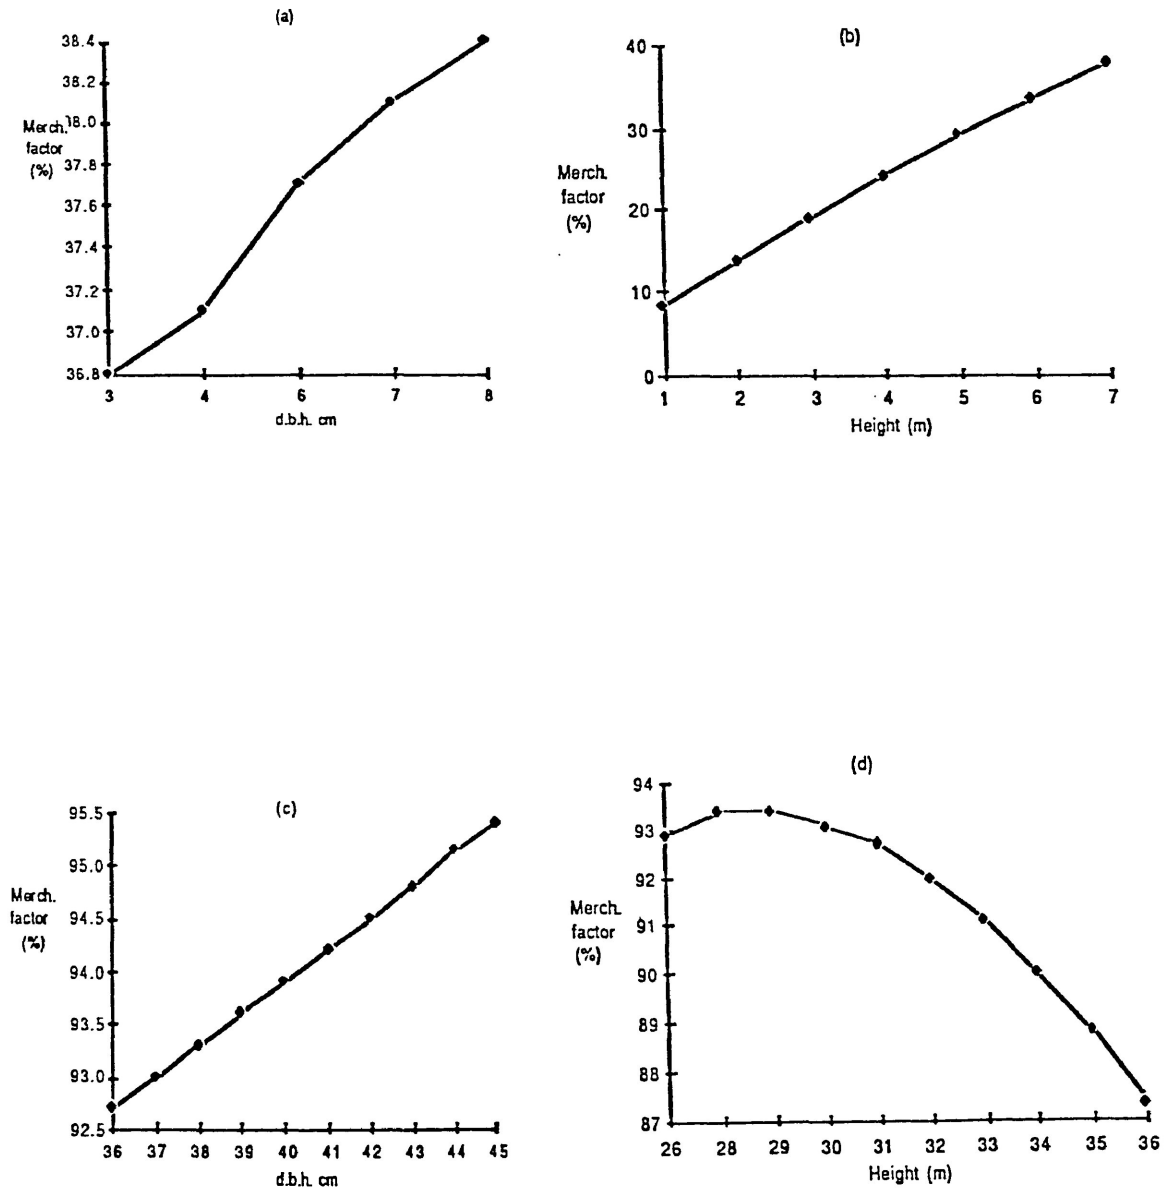 (a)
38.4
38.2
38.0
37.8
37.6
37.4
37.2
37.0
36.8
Merch.
factor
(%)
3 4 6 7 8
d.b.h. cm
(b)
40
30
20
10
0
Merch.
factor
(%)
1 2 3 4 5 6 7
Height (m)
(c)
95.5
95.0
94.5
94.0
93.5
93.0
92.5
Merch.
factor
(%)
36 37 38 39 40 41 42 43 44 45
d.b.h. cm
(d)
94
93
92
91
90
89
88
87
Merch.
factor
(%)
26 28 29 30 31 32 33 34 35 36
Height (m)